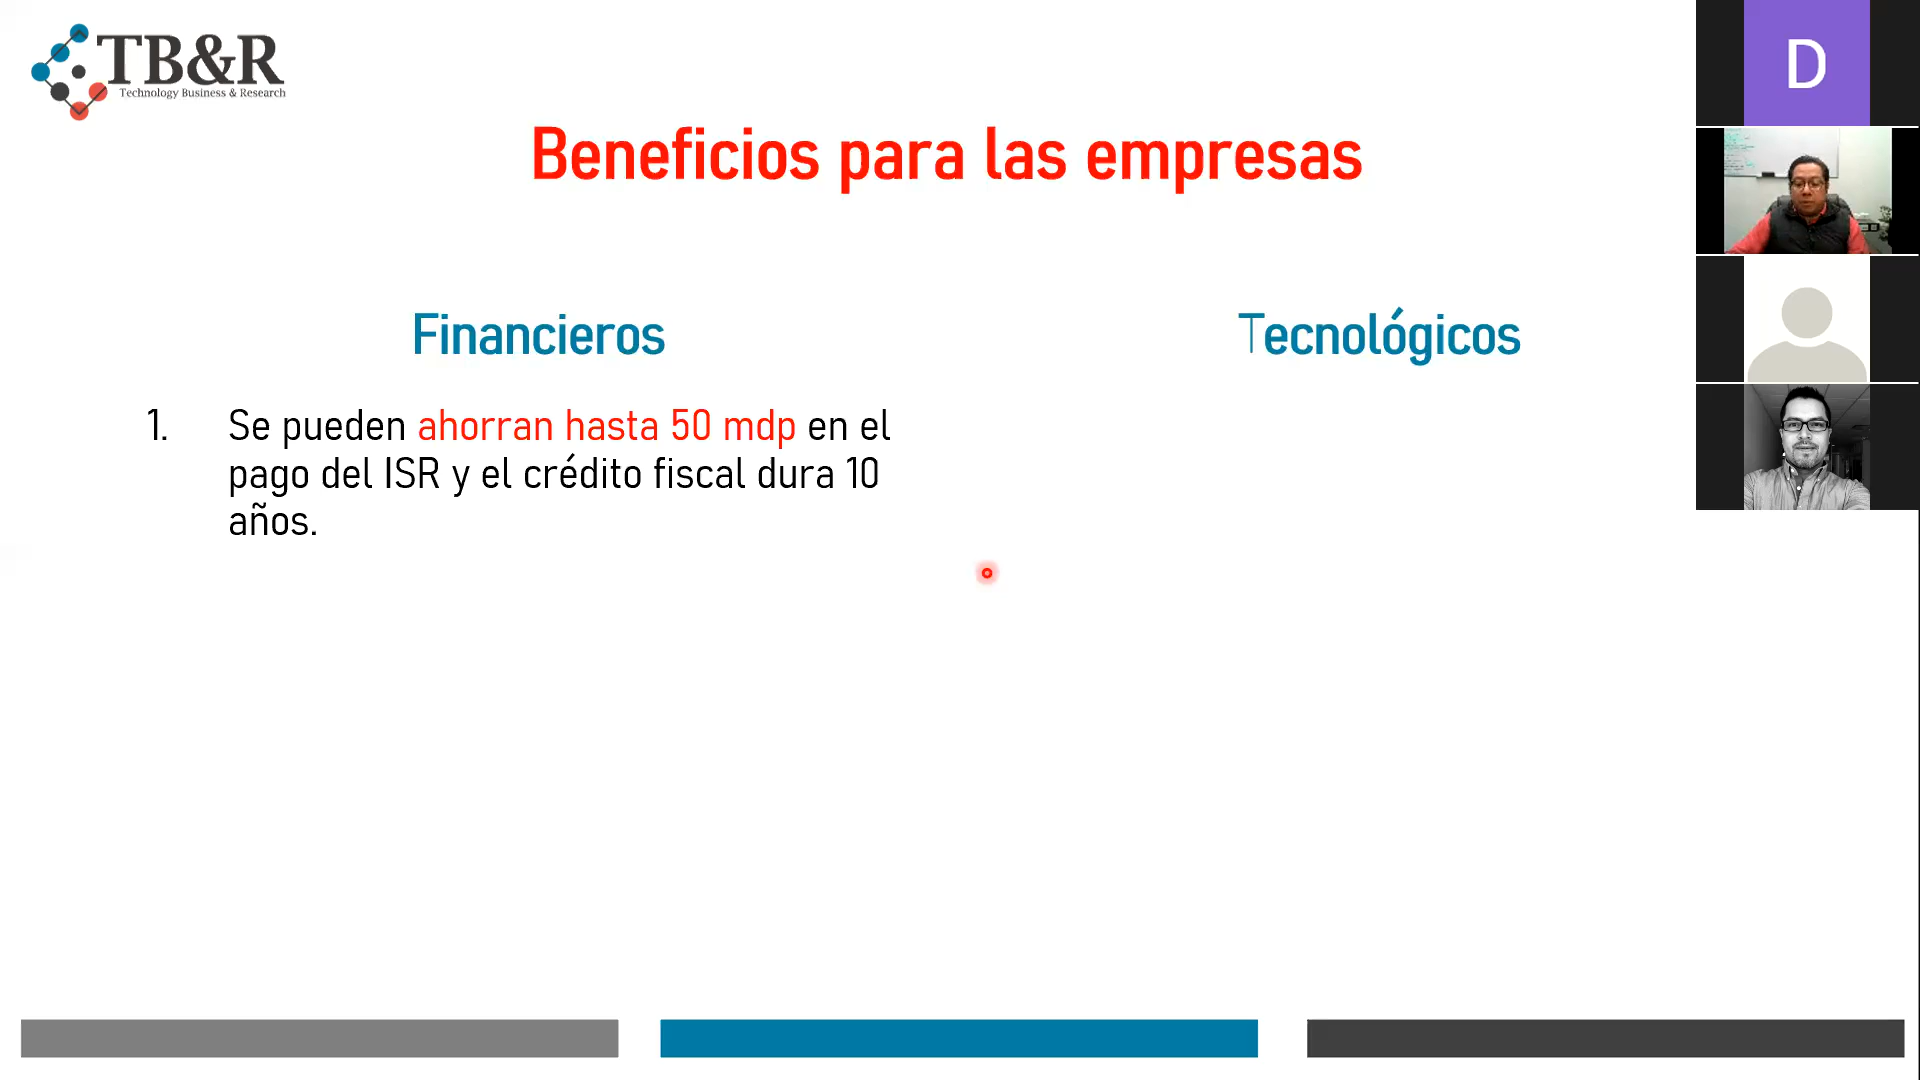 TB&R
Technology Business & Research
D
Beneficios para las empresas
Financieros
Tecnológicos
1. Se pueden ahorran hasta 50 mdp en el
pago del ISR y el crédito fiscal dura 10
años.